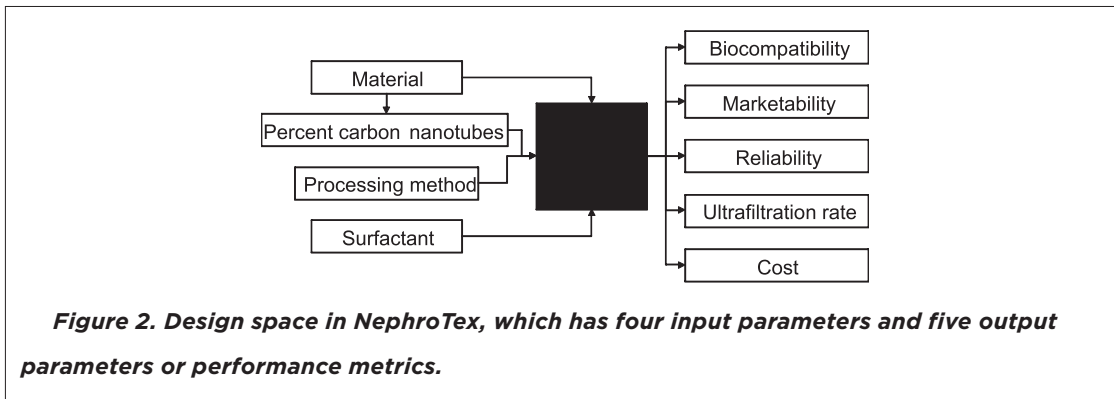 Material
Percent carbon nanotubes
Processing method
Surfactant
Biocompatibility
Marketability
Reliability
Ultrafiltration rate
Cost
Figure 2. Design space in NephroTex, which has four input parameters and five output
parameters or performance metrics.